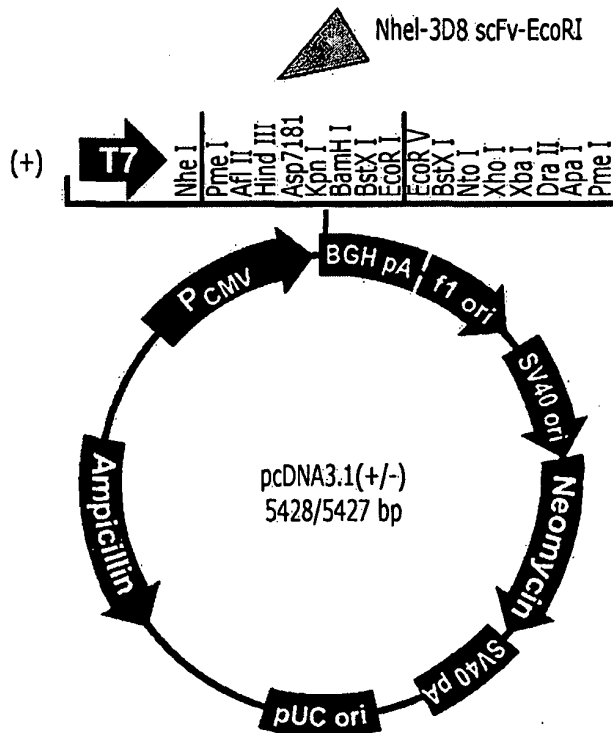 NheI-3D8 scFv-EcoRI
(+)
T7
Nhe I
Pme I
Afl II
Hind III
Asp7181
Kpn I
BamH I
BstX I
EcoR I
EcoR V
BstX I
Nto I
Xho I
Xba I
Dra II
Apa I
Pme I
PCMV
BGH pA
f1 ori
SV40 ori
Neomycin
SV40 pA
pUC ori
Ampicillin
pcDNA3.1(+/-)
5428/5427 bp